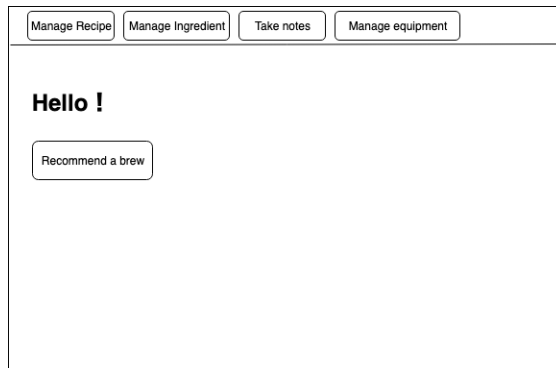 Manage Recipe Manage Ingredient Take notes Manage equipment
Hello !
Recommend a brew